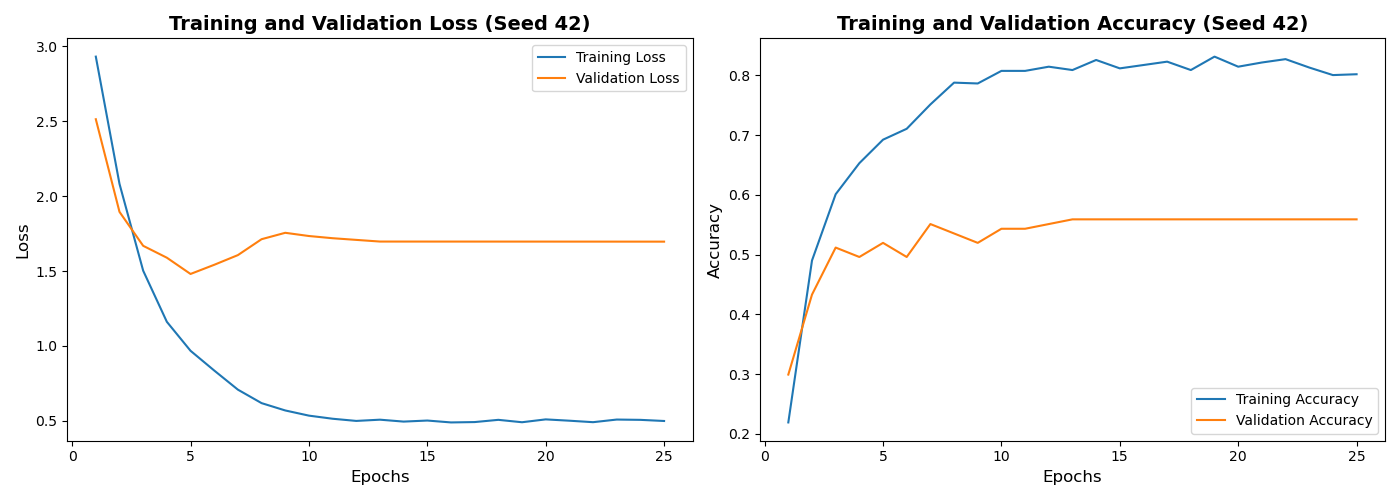 Training and Validation Loss (Seed 42)
3.0
2.5
2.0
1.5
1.0
0.5
Loss
Training Loss
Validation Loss
0
5
10
15
20
25
Epochs
Training and Validation Accuracy (Seed 42)
0.8
0.7
0.6
0.5
0.4
0.3
0.2
Accuracy
Training Accuracy
Validation Accuracy
0
5
10
15
20
25
Epochs